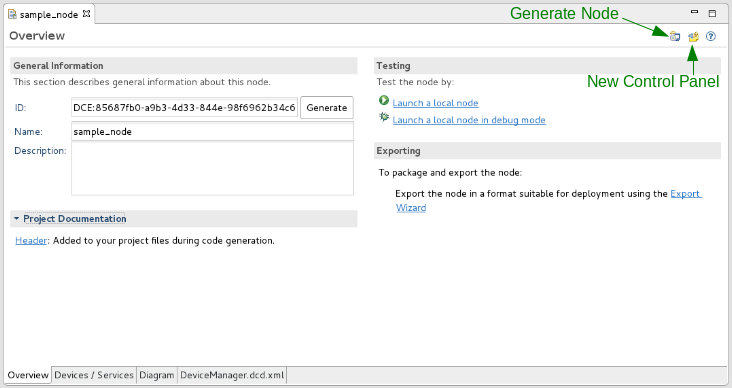 sample_node
Generate Node
Overview
New Control Panel
General Information
This section describes general information about this node.
ID:
DCE:85687fb0-a9b3-4d33-844e-98f6962b34c6
Generate
Name:
sample_node
Description:
Project Documentation
Header: Added to your project files during code generation.
Testing
Test the node by:
Launch a local node
Launch a local node in debug mode
Exporting
To package and export the node:
Export the node in a format suitable for deployment using the Export
Wizard
Overview
Devices / Services
Diagram
DeviceManager.dcd.xml